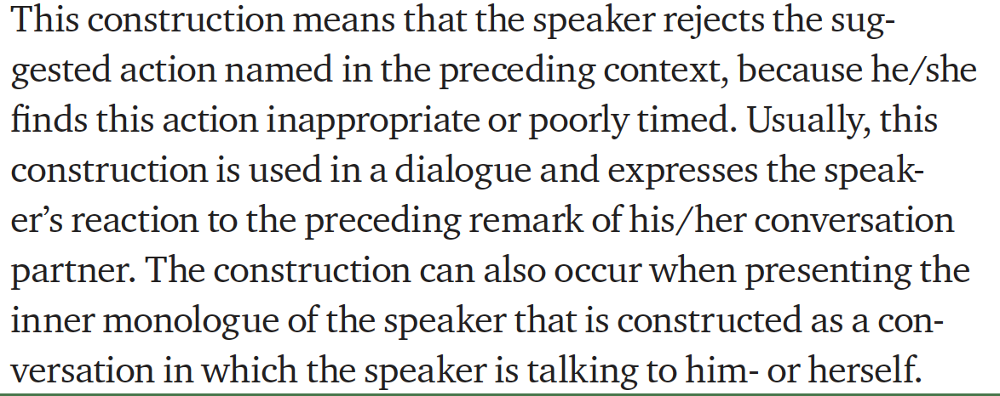 This construction means that the speaker rejects the sug-
gested action named in the preceding context, because he/she
finds this action inappropriate or poorly timed. Usually, this
construction is used in a dialogue and expresses the speak-
er’s reaction to the preceding remark of his/her conversation
partner. The construction can also occur when presenting the
inner monologue of the speaker that is constructed as a con-
versation in which the speaker is talking to him- or herself.